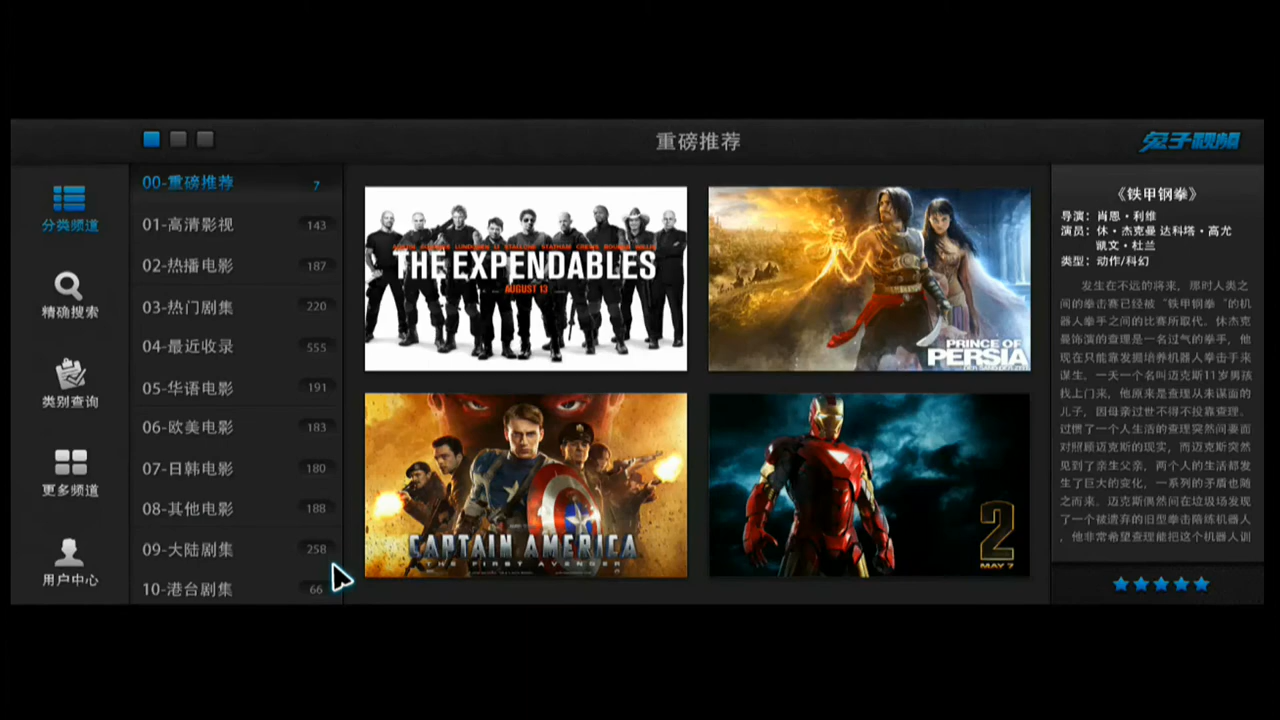 重磅推荐
兔子视频
分类频道
精确搜索
类别查询
更多频道
用户中心
00-重磅推荐 7
01-高清影视 143
02-热播电影 187
03-热门剧集 220
04-最近收录 555
05-华语电影 191
06-欧美电影 183
07-日韩电影 180
08-其他电影 188
09-大陆剧集 258
10-港台剧集 66
THE EXPENDABLES
AUGUST 13
PRINCE OF
PERSIA
CAPTAIN AMERICA
THE FIRST AVENGER
2
MAY 7
《铁甲钢拳》
导演：肖恩·利维
演员：休·杰克曼 达科塔·高尤
凯文·杜兰
类型：动作/科幻
发生在不远的将来，那时人类之
间的拳击赛已经被“铁甲钢拳“的机
器人拳手之间的比赛所取代。休杰克
曼饰演的查理是一名过气的拳手，他
现在只能靠发掘培养机器人拳击手来
谋生。一天一个名叫迈克斯11岁男孩
找上门来，他原来是查理从未谋面的
儿子，因母亲过世不得不投靠查理。
过惯了一个人生活的查理突然间要面
对照顾迈克斯的现实，而迈克斯突然
见到了亲生父亲，两个人的生活都发
生了巨大的变化，一系列的矛盾也随
之而来。迈克斯偶然间在垃圾场发现
了一个被遗弃的旧型拳击陪练机器人
，他非常希望查理能把这个机器人训